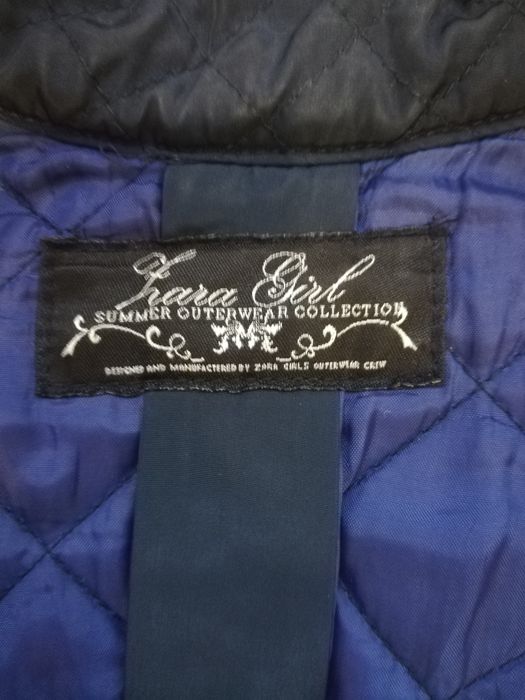 Zara Girl
SUMMER OUTERWEAR COLLECTION
M
DESIGNED AND MANUFACTURED BY ZARA GIRLS OUTERWEAR CREW